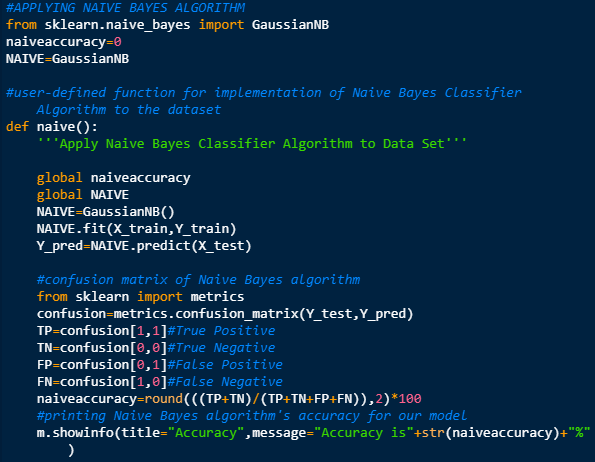 #APPLYING NAIVE BAYES ALGORITHM
from sklearn.naive_bayes import GaussianNB
naiveaccuracy=0
NAIVE=GaussianNB

#user-defined function for implementation of Naive Bayes Classifier
    Algorithm to the dataset
def naive():
    '''Apply Naive Bayes Classifier Algorithm to Data Set'''

    global naiveaccuracy
    global NAIVE
    NAIVE=GaussianNB()
    NAIVE.fit(X_train,Y_train)
    Y_pred=NAIVE.predict(X_test)

    #confusion matrix of Naive Bayes algorithm
    from sklearn import metrics
    confusion=metrics.confusion_matrix(Y_test,Y_pred)
    TP=confusion[1,1]#True Positive
    TN=confusion[0,0]#True Negative
    FP=confusion[0,1]#False Positive
    FN=confusion[1,0]#False Negative
    naiveaccuracy=round(((TP+TN)/(TP+TN+FP+FN)),2)*100
    #printing Naive Bayes algorithm's accuracy for our model
    m.showinfo(title="Accuracy",message="Accuracy is"+str(naiveaccuracy)+"%"
        )